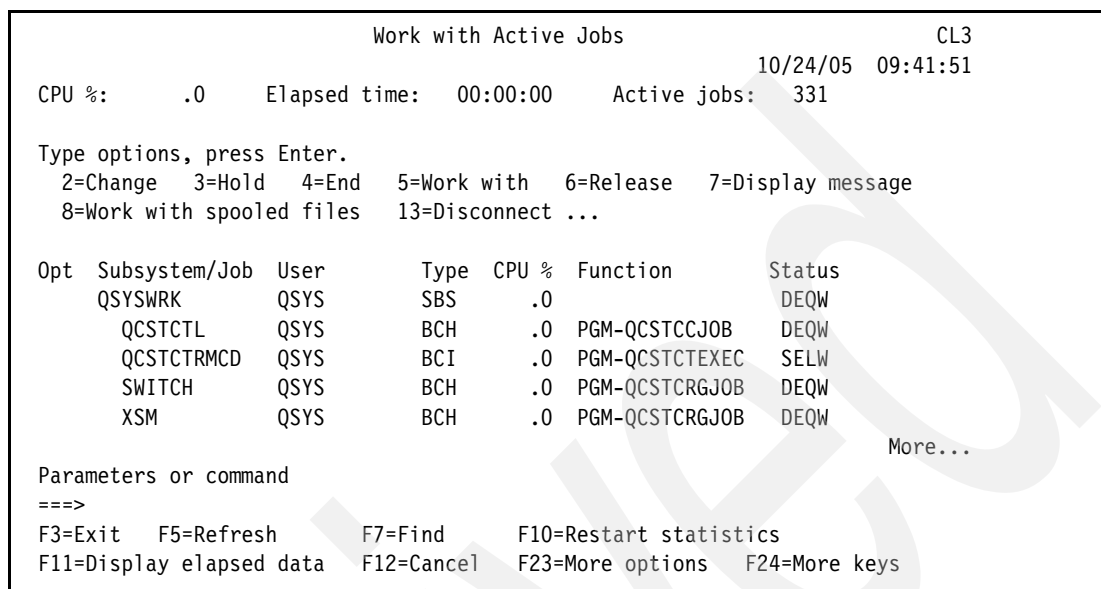 Work with Active Jobs CL3
10/24/05 09:41:51
CPU %: .0 Elapsed time: 00:00:00 Active jobs: 331
Type options, press Enter.
2=Change 3=Hold 4=End 5=Work with 6=Release 7=Display message
8=Work with spooled files 13=Disconnect ...
Opt Subsystem/Job User Type CPU % Function Status
QSYSWRK QSYS SBS .0 DEQW
QCSTCTL QSYS BCH .0 PGM-QCSTCCJOB DEQW
QCSTCTRMCD QSYS BCI .0 PGM-QCSTCTEXEC SELW
SWITCH QSYS BCH .0 PGM-QCSTCRGJOB DEQW
XSM QSYS BCH .0 PGM-QCSTCRGJOB DEQW
More...
Parameters or command
===>
F3=Exit F5=Refresh F7=Find F10=Restart statistics
F11=Display elapsed data F12=Cancel F23=More options F24=More keys